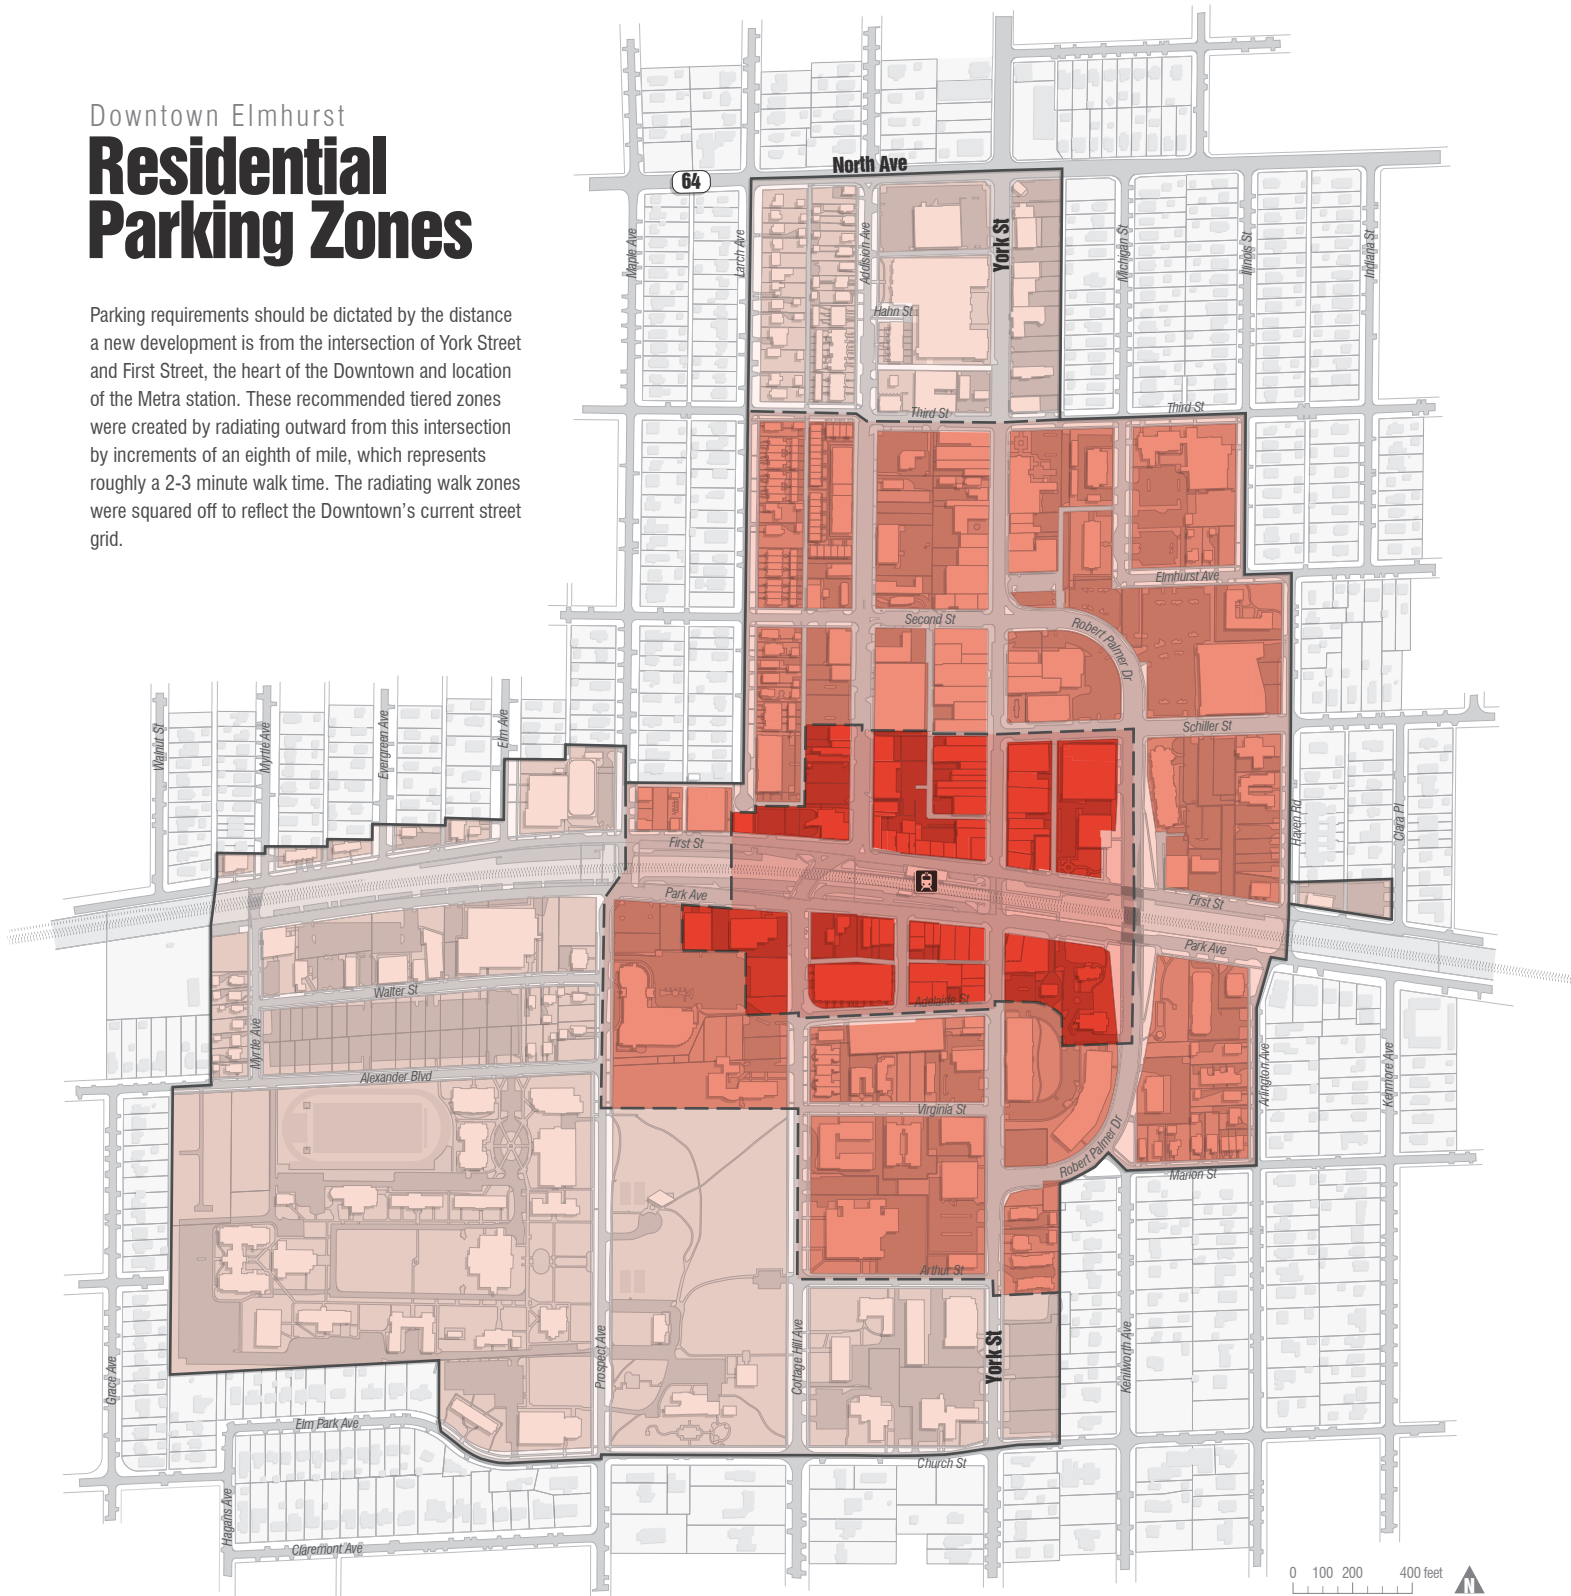 Downtown Elmhurst
Residential
Parking Zones
Parking requirements should be dictated by the distance
a new development is from the intersection of York Street
and First Street, the heart of the Downtown and location
of the Metra station. These recommended tiered zones
were created by radiating outward from this intersection
by increments of an eighth of mile, which represents
roughly a 2-3 minute walk time. The radiating walk zones
were squared off to reflect the Downtown's current street
grid.
North Ave
64
Maple Ave
Larch Ave
Addision Ave
York St
Michigan St
Illinois St
Indiana St
Hahn St
Third St
Third St
Elmhurst Ave
Second St
Robert Palmer Dr
Schiller St
Walnut St
Myrtle Ave
Evergreen Ave
Elm Ave
Haven Rd
Clara Pl
First St
Park Ave
First St
Park Ave
Walter St
Adelaide St
Myrtle Ave
Alexander Blvd
Arlington Ave
Kenmore Ave
Virginia St
Robert Palmer Dr
Marion St
Arthur St
Grace Ave
Prospect Ave
Cottage Hill Ave
York St
Kenilworth Ave
Elm Park Ave
Church St
Hagans Ave
Claremont Ave
0 100 200 400 feet
N